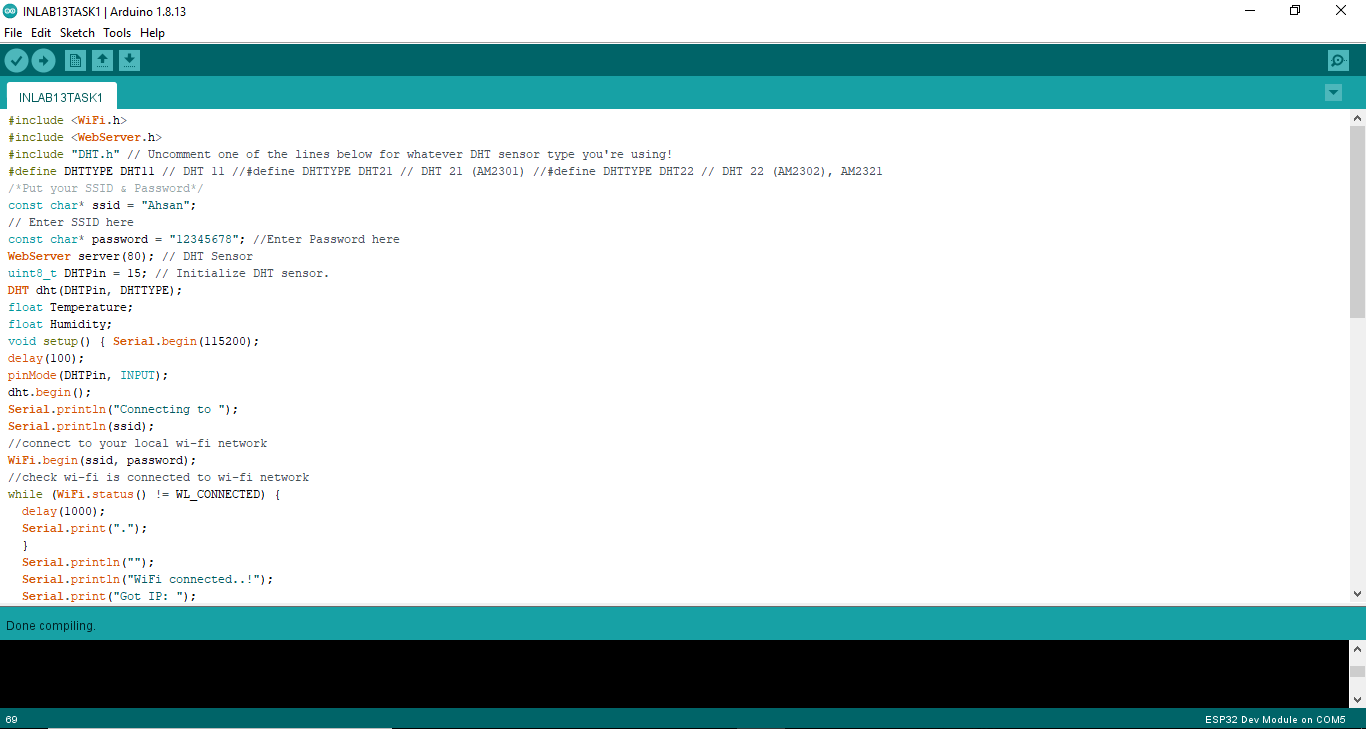 INLAB13TASK1 | Arduino 1.8.13
File Edit Sketch Tools Help
INLAB13TASK1
#include <WiFi.h>
#include <WebServer.h>
#include "DHT.h" // Uncomment one of the lines below for whatever DHT sensor type you're using!
#define DHTTYPE DHT11 // DHT 11 //#define DHTTYPE DHT21 // DHT 21 (AM2301) //#define DHTTYPE DHT22 // DHT 22 (AM2302), AM2321
/*Put your SSID & Password*/
const char* ssid = "Ahsan";
// Enter SSID here
const char* password = "12345678"; //Enter Password here
WebServer server(80); // DHT Sensor
uint8_t DHTPin = 15; // Initialize DHT sensor.
DHT dht(DHTPin, DHTTYPE);
float Temperature;
float Humidity;
void setup() { Serial.begin(115200);
delay(100);
pinMode(DHTPin, INPUT);
dht.begin();
Serial.println("Connecting to ");
Serial.println(ssid);
//connect to your local wi-fi network
WiFi.begin(ssid, password);
//check wi-fi is connected to wi-fi network
while (WiFi.status() != WL_CONNECTED) {
delay(1000);
Serial.print(".");
}
Serial.println("");
Serial.println("WiFi connected..!");
Serial.print("Got IP: ");
Done compiling.
69
ESP32 Dev Module on COM5